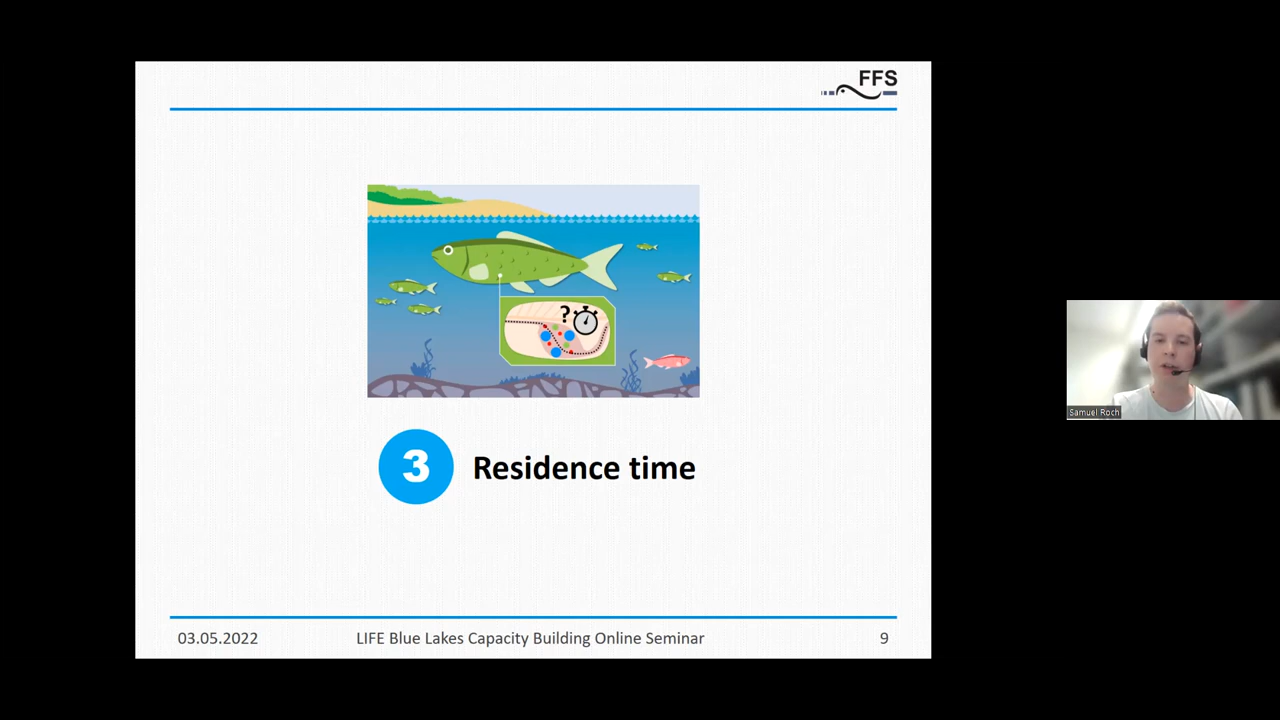 FFS
?
3
Residence time
03.05.2022
LIFE Blue Lakes Capacity Building Online Seminar
9
Samuel Roch